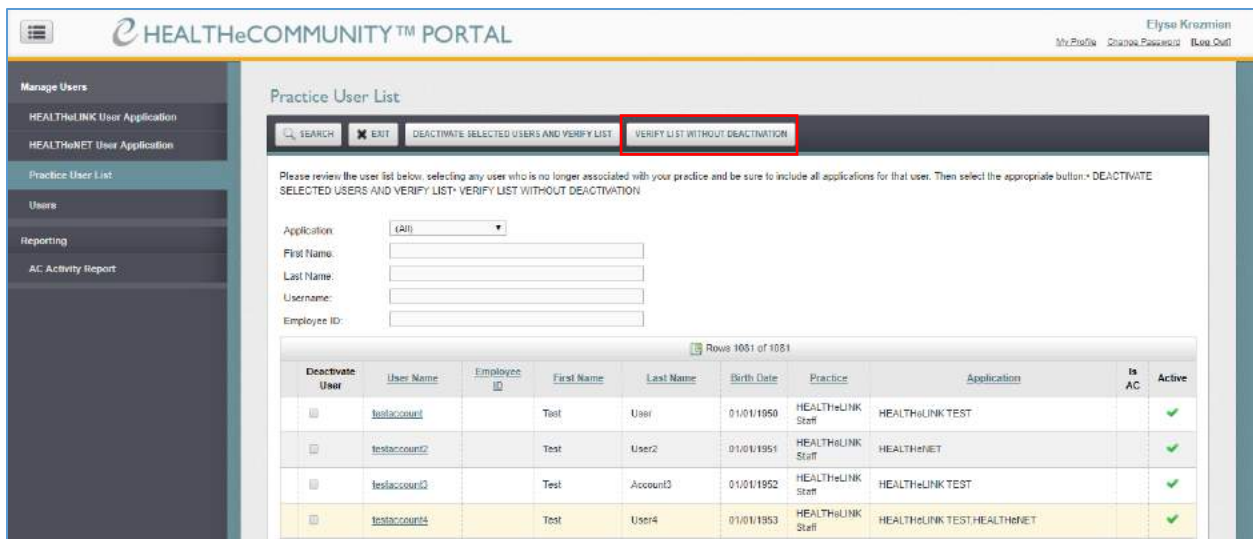 e HEALTHeCOMMUNITY™ PORTAL
Elyse Krezmien
My Profile Change Password [Log Out]
Manage Users
HEALTHeLINK User Application
HEALTHeNET User Application
Practice User List
Users
Reporting
AC Activity Report
Practice User List
SEARCH EXIT DEACTIVATE SELECTED USERS AND VERIFY LIST VERIFY LIST WITHOUT DEACTIVATION
Please review the user list below, selecting any user who is no longer associated with your practice and be sure to include all applications for that user. Then select the appropriate button:• DEACTIVATE
SELECTED USERS AND VERIFY LIST• VERIFY LIST WITHOUT DEACTIVATION
Application: (All)
First Name:
Last Name:
Username:
Employee ID:
Rows 1081 of 1081
Deactivate User User Name Employee ID First Name Last Name Birth Date Practice Application Is AC Active
testaccount Test User 01/01/1950 HEALTHeLINK Staff HEALTHeLINK TEST
testaccount2 Test User2 01/01/1951 HEALTHeLINK Staff HEALTHeNET
testaccount3 Test Account3 01/01/1952 HEALTHeLINK Staff HEALTHeLINK TEST
testaccount4 Test User4 01/01/1953 HEALTHeLINK Staff HEALTHeLINK TEST,HEALTHeNET